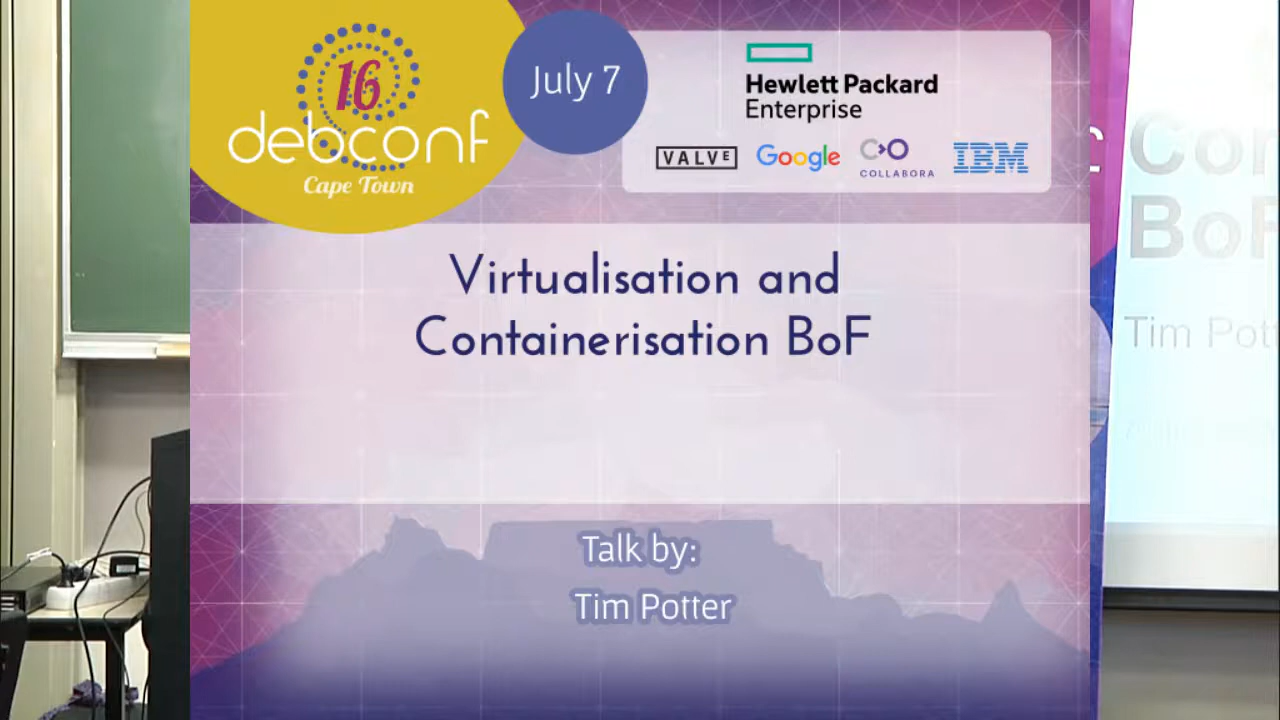 16
debconf
Cape Town
July 7
Hewlett Packard
Enterprise
VALVE
Google
COLLABORA
IBM
Virtualisation and
Containerisation BoF
Talk by:
Tim Potter
Tim